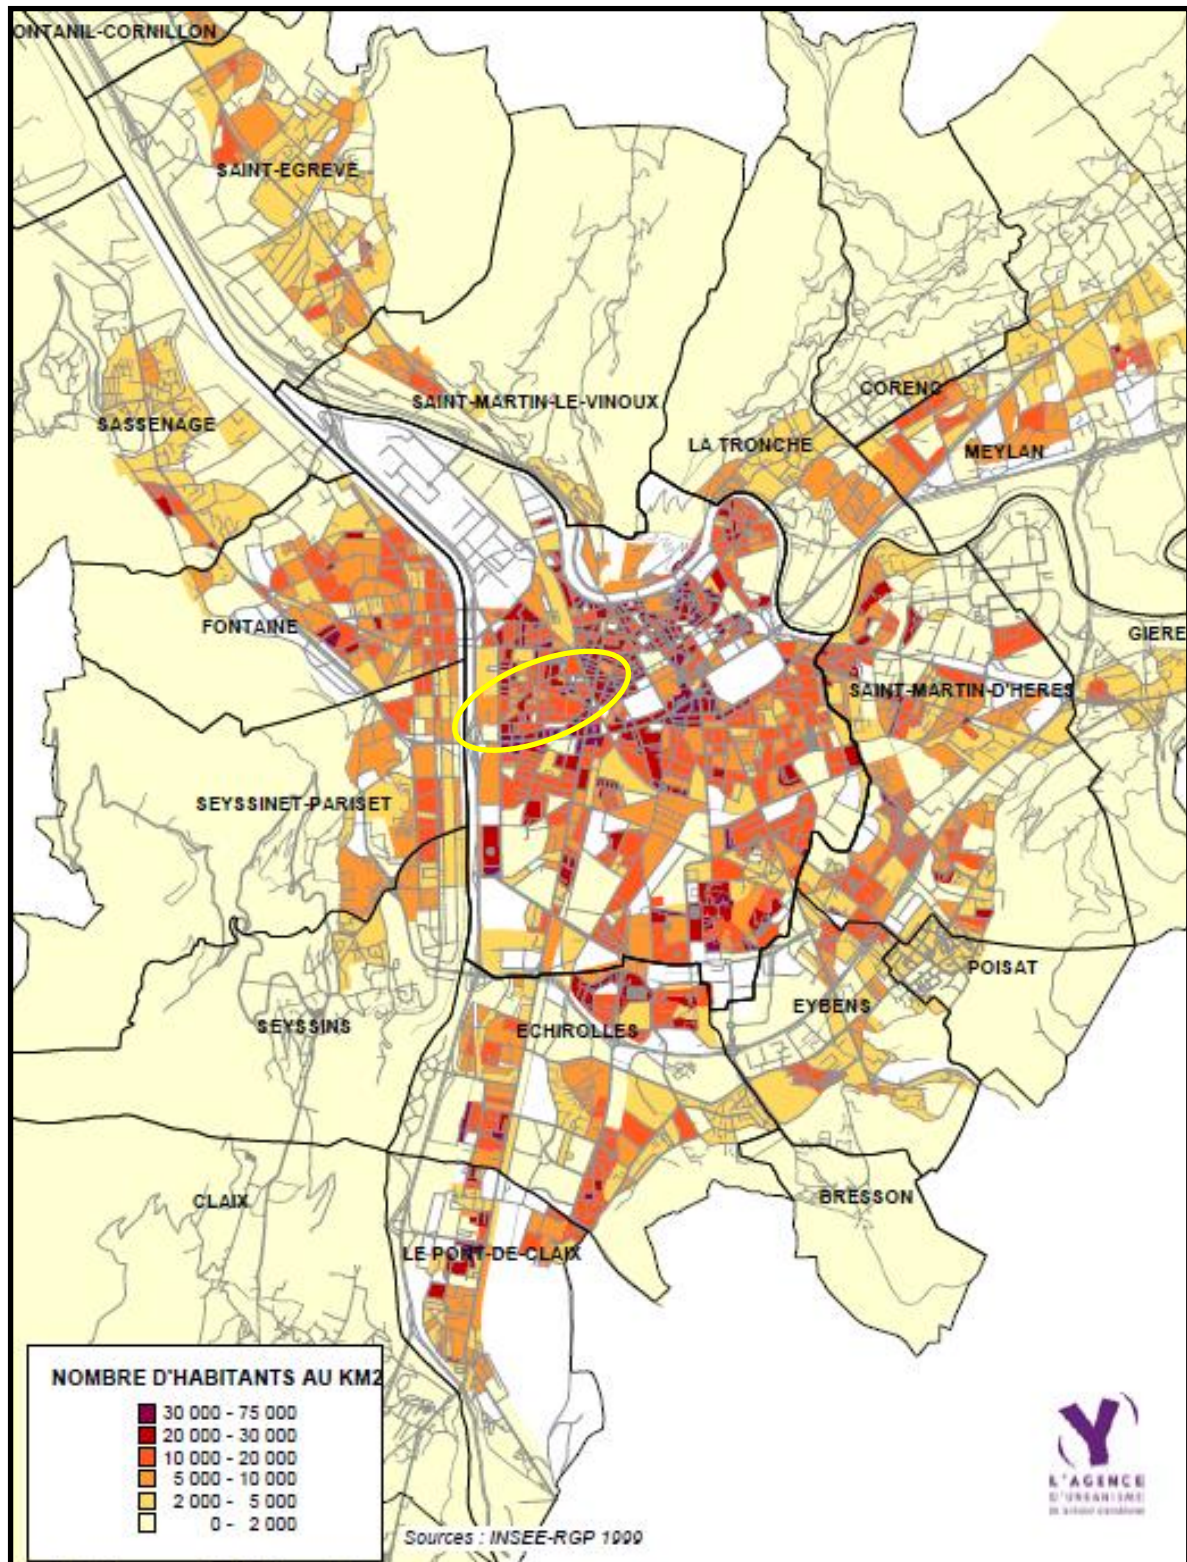 ONTANIL-CORNILLON
SAINT-EGREVE
SAINT-MARTIN-LE-VINOUX
CORENC
SASSENAGE
LA TRONCHE
MEYLAN
FONTAINE
GIERE
SAINT-MARTIN-D'HERES
SEYSSINET-PARISET
POISAT
EYBENS
SEYSSINS
ECHIROLLES
CLAIX
BRESSON
LE PONT-DE-CLAIX
NOMBRE D'HABITANTS AU KM2
30 000 - 75 000
20 000 - 30 000
10 000 - 20 000
5 000 - 10 000
2 000 - 5 000
0 - 2 000
Sources : INSEE-RGP 1999
Y
L'AGENCE
D'URBANISME